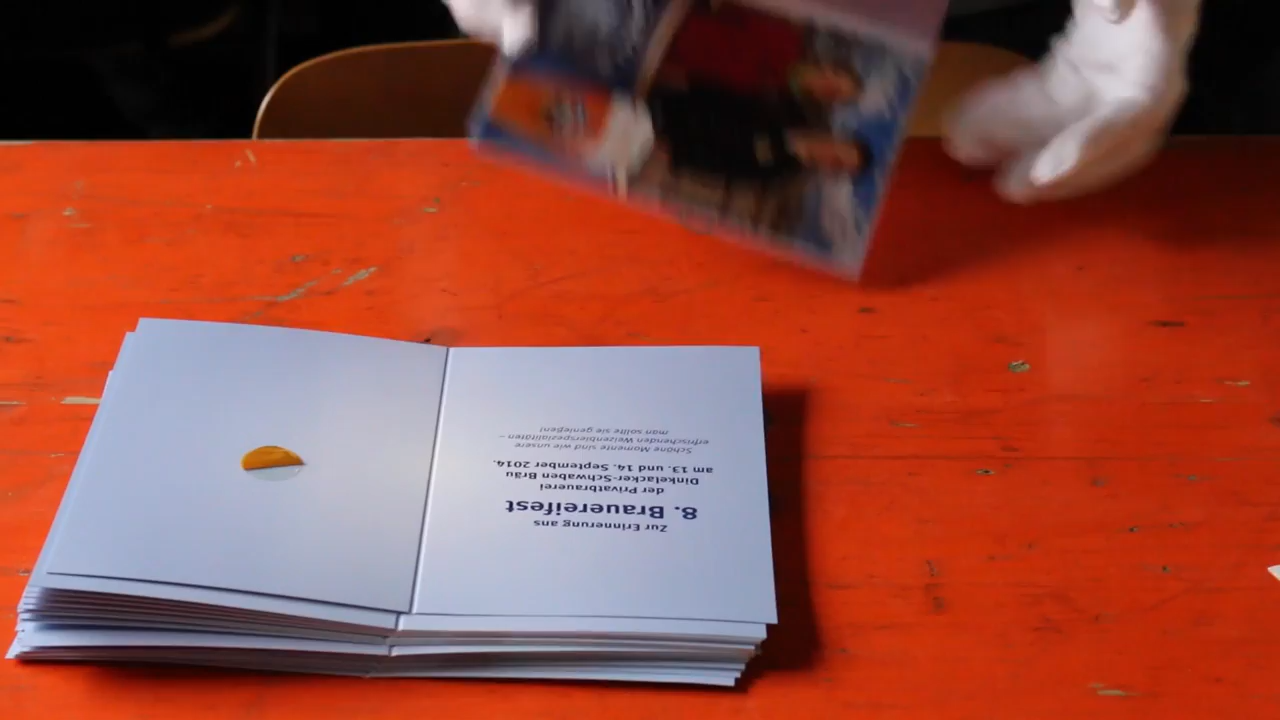 Zur Erinnerung ans
8. Brauereifest
der Privatbrauerei
Dinkelacker-Schwaben Bräu
am 13. und 14. September 2014.
Schöne Momente sind wie unsere
erfrischenden Weizenbierspezialitäten –
man sollte sie genießen!